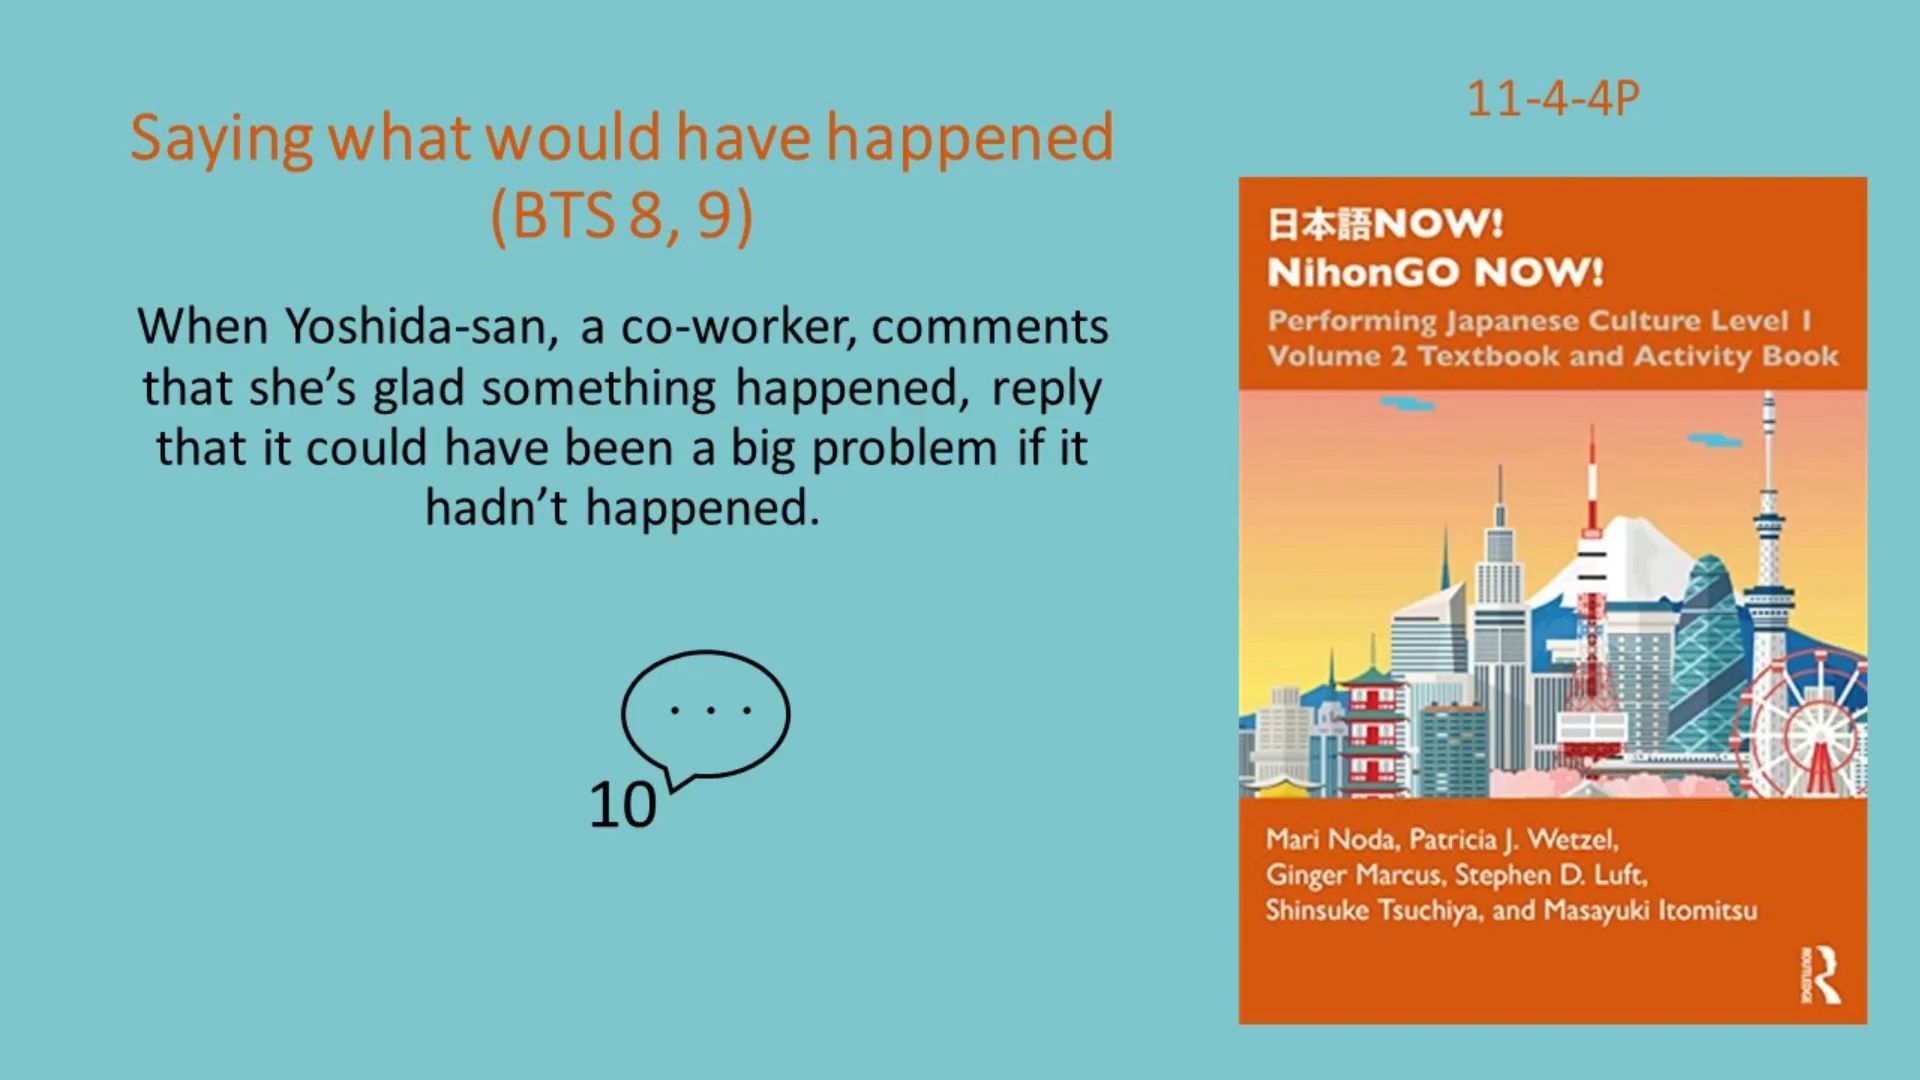 11-4-4P
Saying what would have happened
(BTS 8, 9)
When Yoshida-san, a co-worker, comments
that she’s glad something happened, reply
that it could have been a big problem if it
hadn’t happened.
. . .
10
日本語NOW!
NihonGO NOW!
Performing Japanese Culture Level 1
Volume 2 Textbook and Activity Book
Mari Noda, Patricia J. Wetzel,
Ginger Marcus, Stephen D. Luft,
Shinsuke Tsuchiya, and Masayuki Itomitsu
ROUTLEDGE